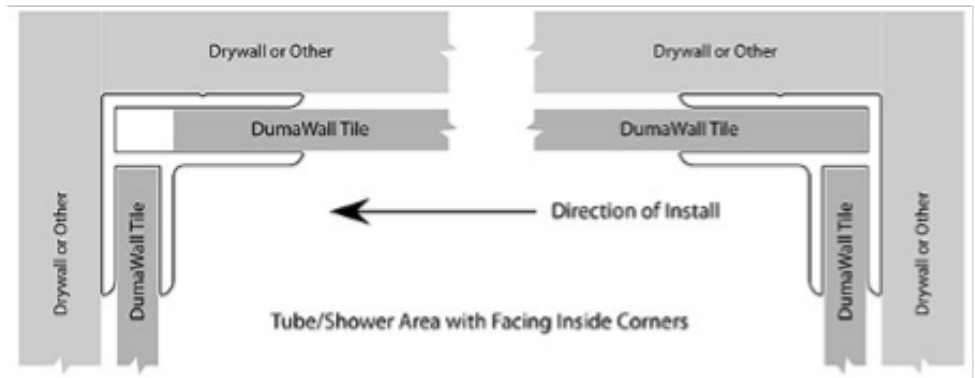 Drywall or Other
Drywall or Other
DumaWall Tile
DumaWall Tile
Drywall or Other
DumaWall Tile
Direction of Install
DumaWall Tile
Drywall or Other
Tube/Shower Area with Facing Inside Corners